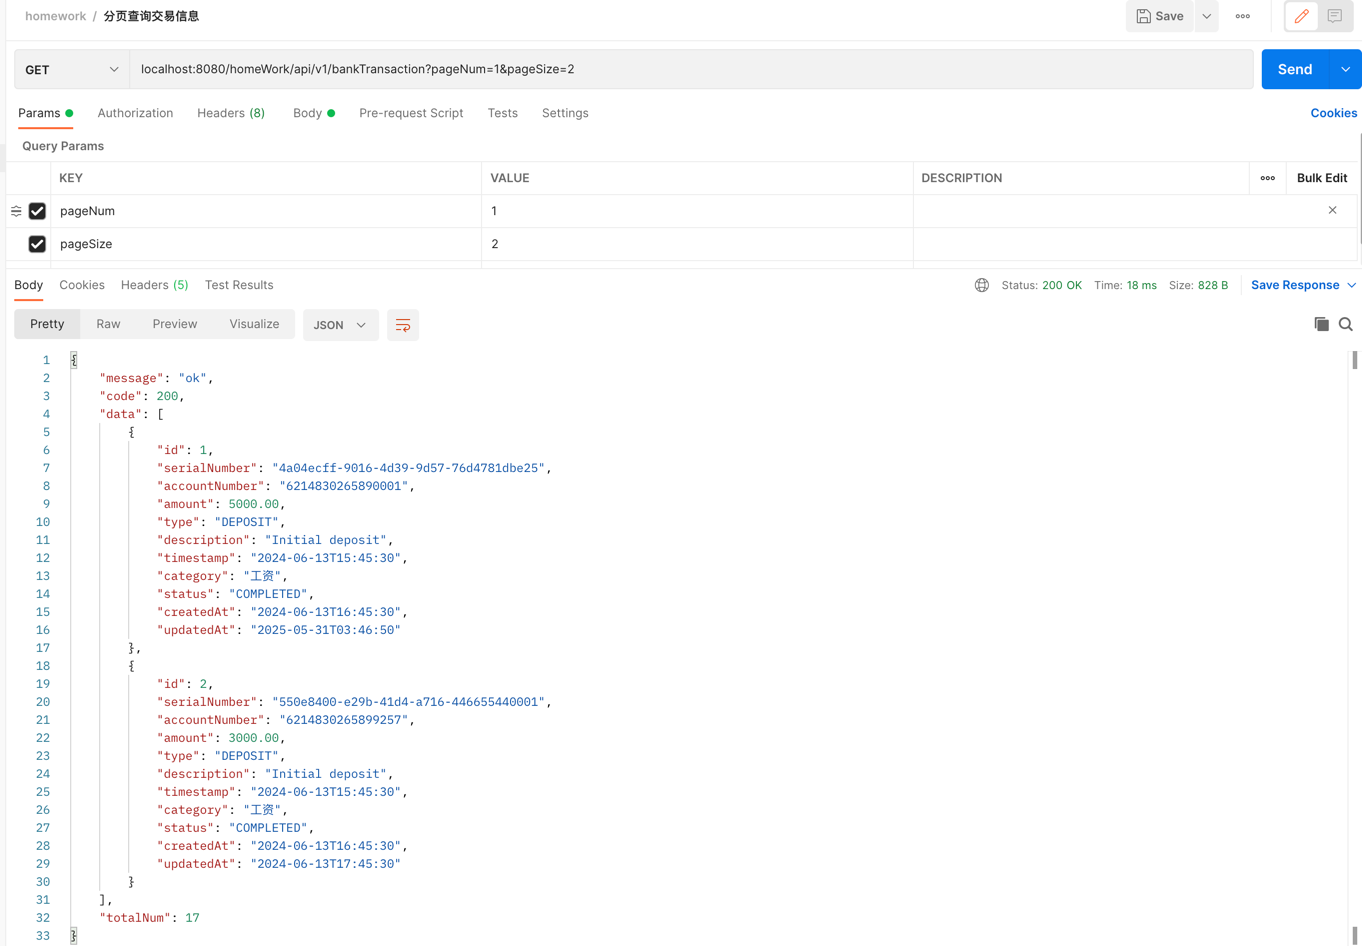 homework / 分页查询交易信息
Save
GET localhost:8080/homeWork/api/v1/bankTransaction?pageNum=1&pageSize=2 Send
Params Authorization Headers (8) Body Pre-request Script Tests Settings Cookies
Query Params
KEY VALUE DESCRIPTION Bulk Edit
pageNum 1
pageSize 2
Body Cookies Headers (5) Test Results Status: 200 OK Time: 18 ms Size: 828 B Save Response
Pretty Raw Preview Visualize JSON
1 {
2 "message": "ok",
3 "code": 200,
4 "data": [
5 {
6 "id": 1,
7 "serialNumber": "4a04ecff-9016-4d39-9d57-76d4781dbe25",
8 "accountNumber": "6214830265890001",
9 "amount": 5000.00,
10 "type": "DEPOSIT",
11 "description": "Initial deposit",
12 "timestamp": "2024-06-13T15:45:30",
13 "category": "工资",
14 "status": "COMPLETED",
15 "createdAt": "2024-06-13T16:45:30",
16 "updatedAt": "2025-05-31T03:46:50"
17 },
18 {
19 "id": 2,
20 "serialNumber": "550e8400-e29b-41d4-a716-446655440001",
21 "accountNumber": "6214830265899257",
22 "amount": 3000.00,
23 "type": "DEPOSIT",
24 "description": "Initial deposit",
25 "timestamp": "2024-06-13T15:45:30",
26 "category": "工资",
27 "status": "COMPLETED",
28 "createdAt": "2024-06-13T16:45:30",
29 "updatedAt": "2024-06-13T17:45:30"
30 }
31 ],
32 "totalNum": 17
33 }